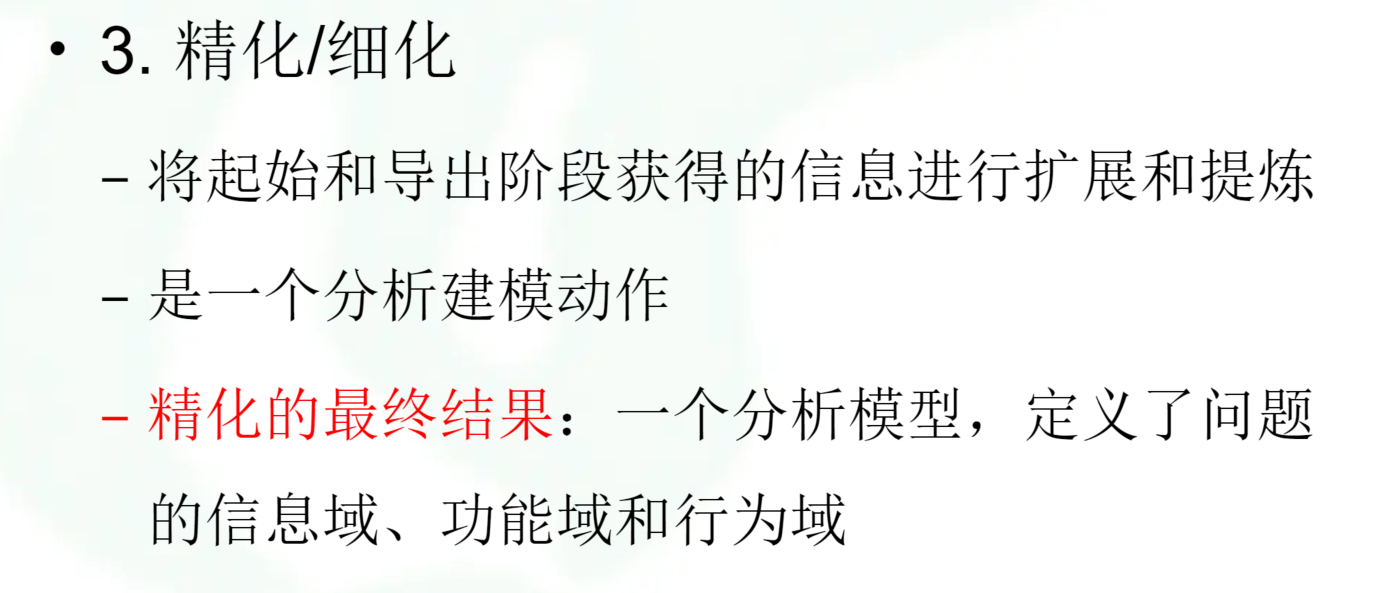 • 3. 精化/细化
– 将起始和导出阶段获得的信息进行扩展和提炼
– 是一个分析建模动作
– 精化的最终结果：一个分析模型，定义了问题
的信息域、功能域和行为域